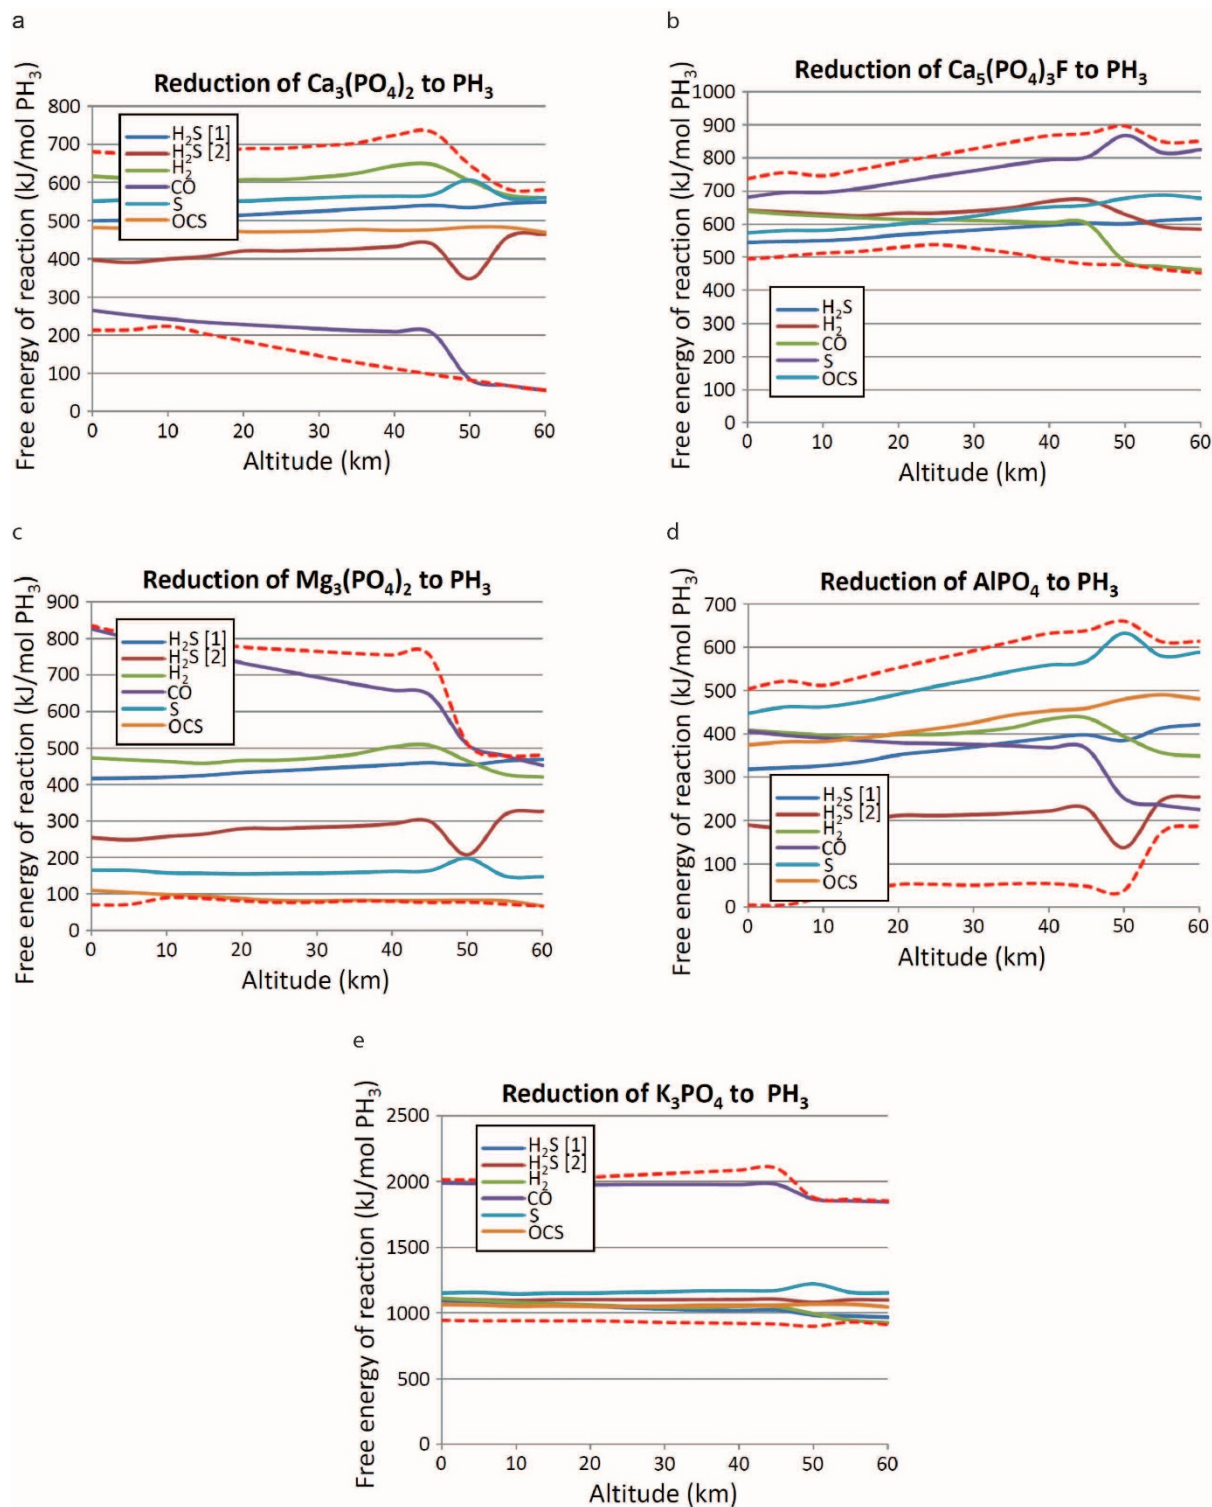 a
Reduction of Ca₃(PO₄)₂ to PH₃
Free energy of reaction (kJ/mol PH₃)
800
700
600
500
400
300
200
100
0
H₂S [1]
H₂S [2]
H₂
CO
S
OCS
0 10 20 30 40 50 60
Altitude (km)
b
Reduction of Ca₅(PO₄)₃F to PH₃
Free energy of reaction (kJ/mol PH₃)
1000
900
800
700
600
500
400
300
200
100
0
H₂S
H₂
CO
S
OCS
0 10 20 30 40 50 60
Altitude (km)
c
Reduction of Mg₃(PO₄)₂ to PH₃
Free energy of reaction (kJ/mol PH₃)
900
800
700
600
500
400
300
200
100
0
H₂S [1]
H₂S [2]
H₂
CO
S
OCS
0 10 20 30 40 50 60
Altitude (km)
d
Reduction of AlPO₄ to PH₃
Free energy of reaction (kJ/mol PH₃)
700
600
500
400
300
200
100
0
H₂S [1]
H₂S [2]
H₂
CO
S
OCS
0 10 20 30 40 50 60
Altitude (km)
e
Reduction of K₃PO₄ to PH₃
Free energy of reaction (kJ/mol PH₃)
2500
2000
1500
1000
500
0
H₂S [1]
H₂S [2]
H₂
CO
S
OCS
0 10 20 30 40 50 60
Altitude (km)